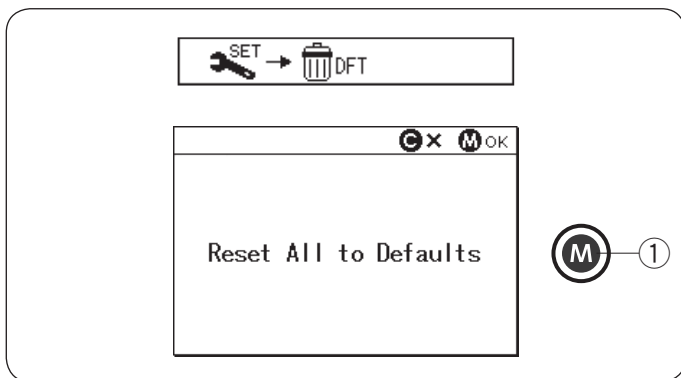 SET → DFT
C × M OK
Reset All to Defaults
M ①